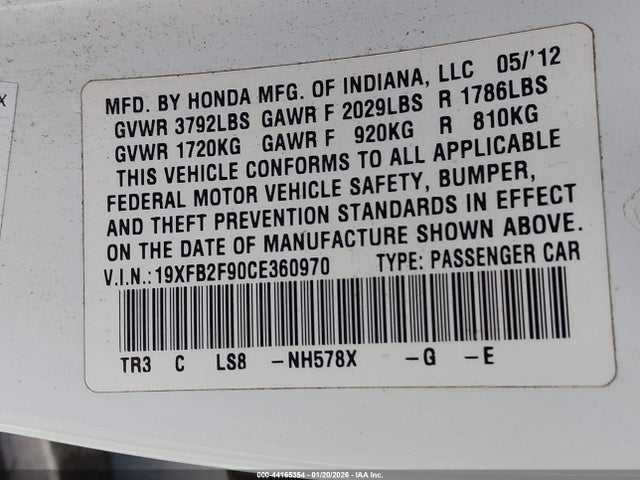 X
MFD. BY HONDA MFG. OF INDIANA, LLC 05/'12
GVWR 3792LBS GAWR F 2029LBS R 1786LBS
GVWR 1720KG GAWR F 920KG R 810KG
THIS VEHICLE CONFORMS TO ALL APPLICABLE
FEDERAL MOTOR VEHICLE SAFETY, BUMPER,
AND THEFT PREVENTION STANDARDS IN EFFECT
ON THE DATE OF MANUFACTURE SHOWN ABOVE.
V.I.N.:19XFB2F90CE360970 TYPE: PASSENGER CAR
TR3 C LS8 -NH578X -G -E
000-44165354 | 01/20/2026 - IAA Inc.